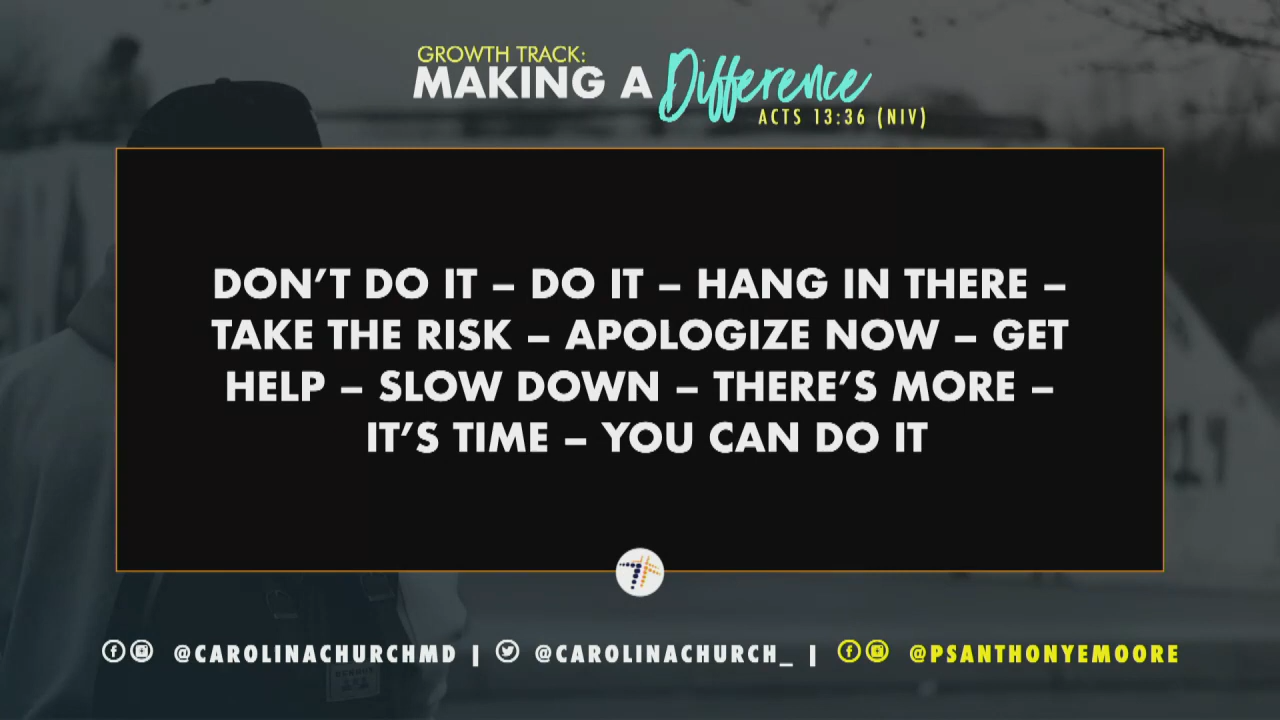 GROWTH TRACK:
MAKING A Difference
ACTS 13:36 (NIV)
DON'T DO IT – DO IT – HANG IN THERE –
TAKE THE RISK – APOLOGIZE NOW – GET
HELP – SLOW DOWN – THERE'S MORE –
IT'S TIME – YOU CAN DO IT
@CAROLINACHURCHMD | @CAROLINACHURCH_ | @PSANTHONYEMOORE